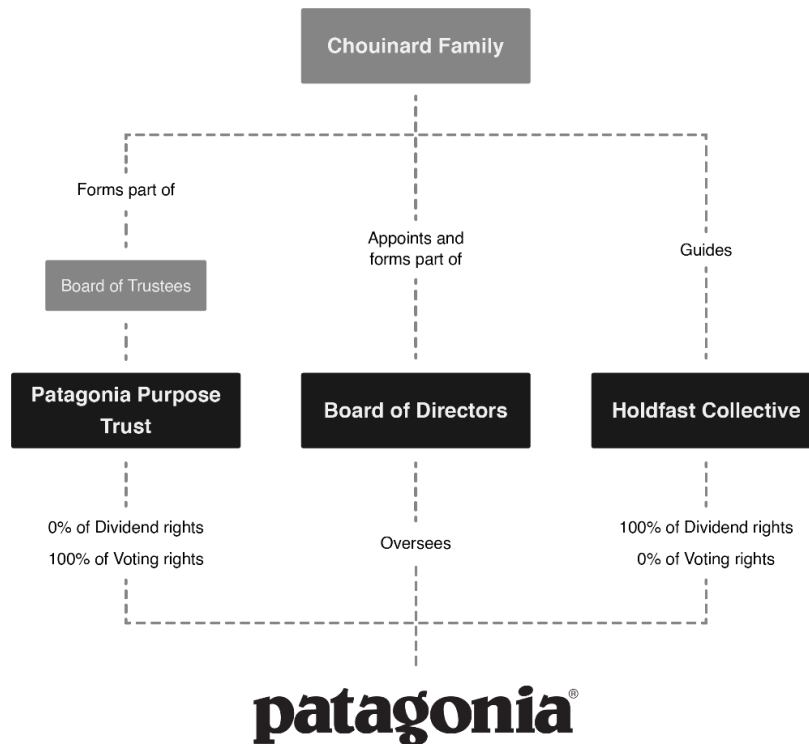 Chouinard Family
Forms part of
Appoints and
forms part of
Guides
Board of Trustees
Patagonia Purpose
Trust
Board of Directors
Holdfast Collective
0% of Dividend rights
100% of Voting rights
Oversees
100% of Dividend rights
0% of Voting rights
patagonia®